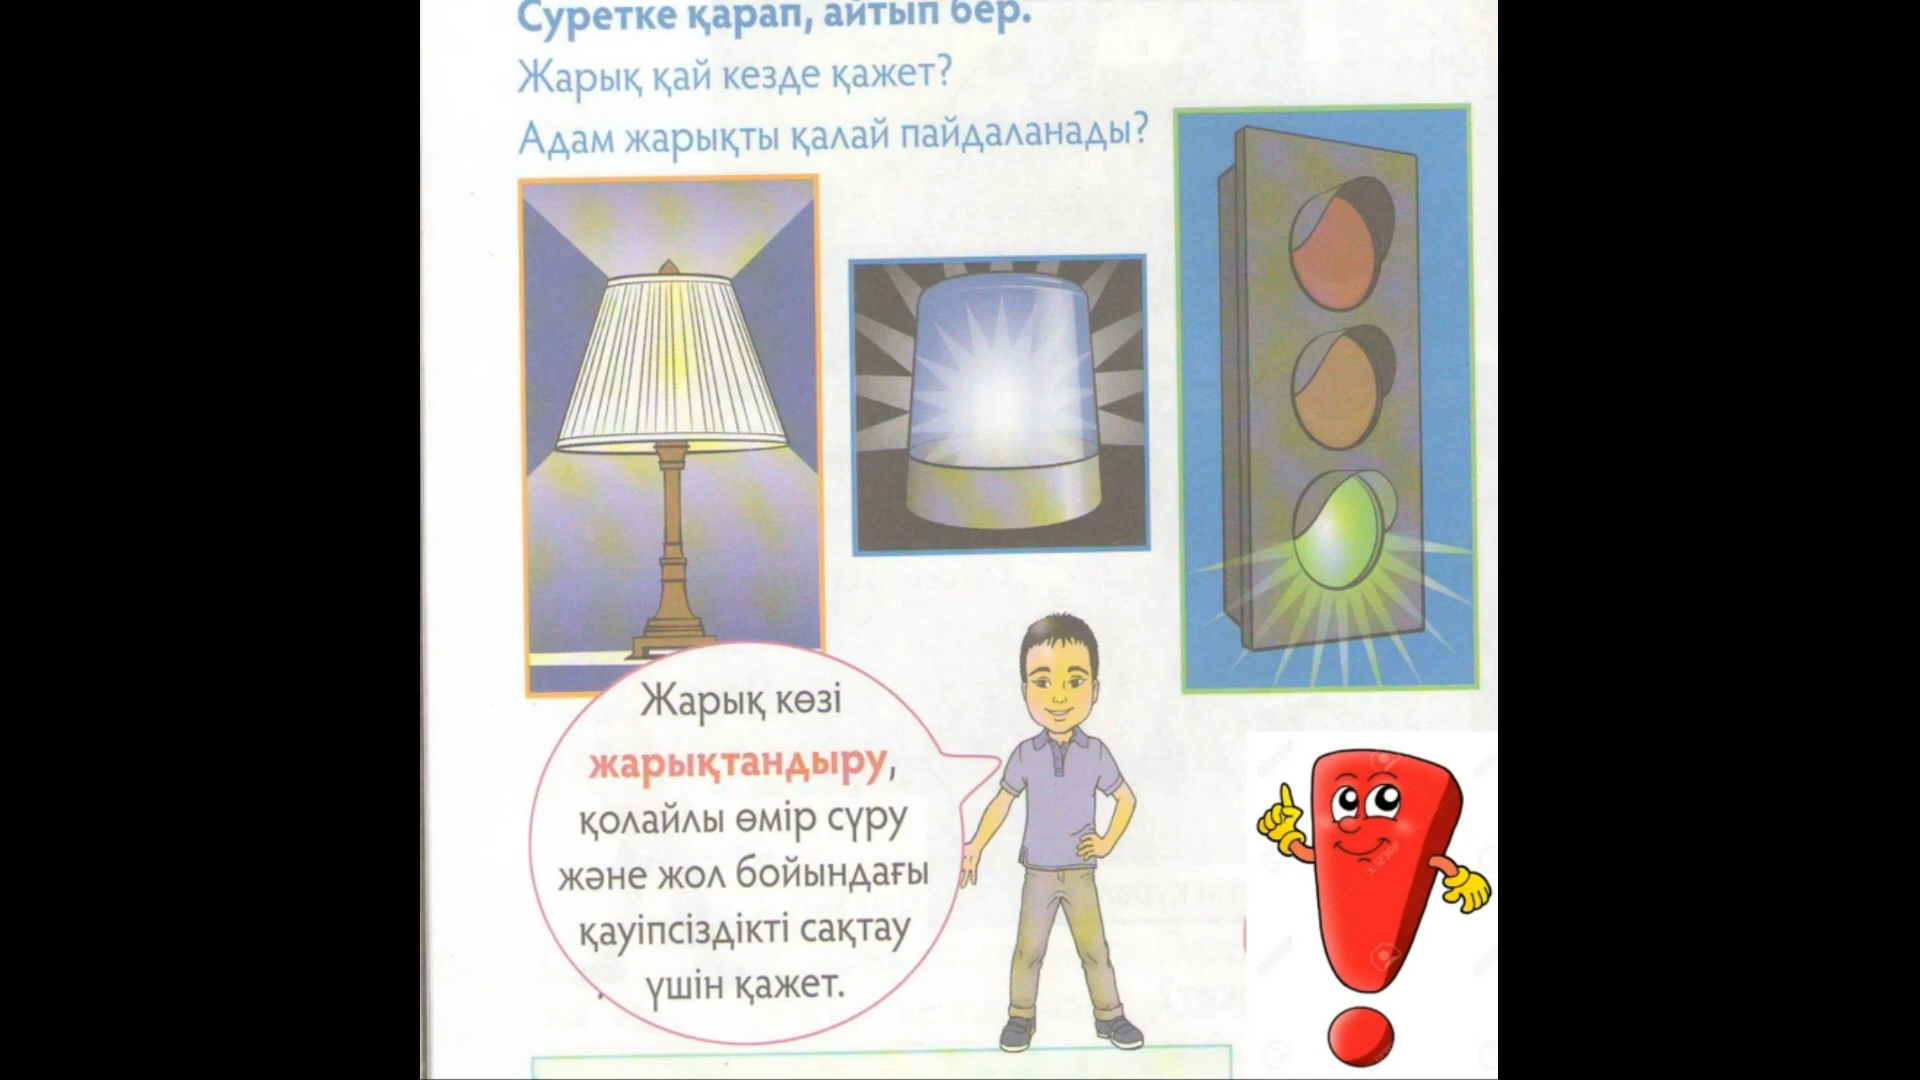 Суретке қарап, айтып бер.
Жарық қай кезде қажет?
Адам жарықты қалай пайдаланады?
Жарық көзі
жарықтандыру,
қолайлы өмір сүру
және жол бойындағы
қауіпсіздікті сақтау
үшін қажет.
123RF